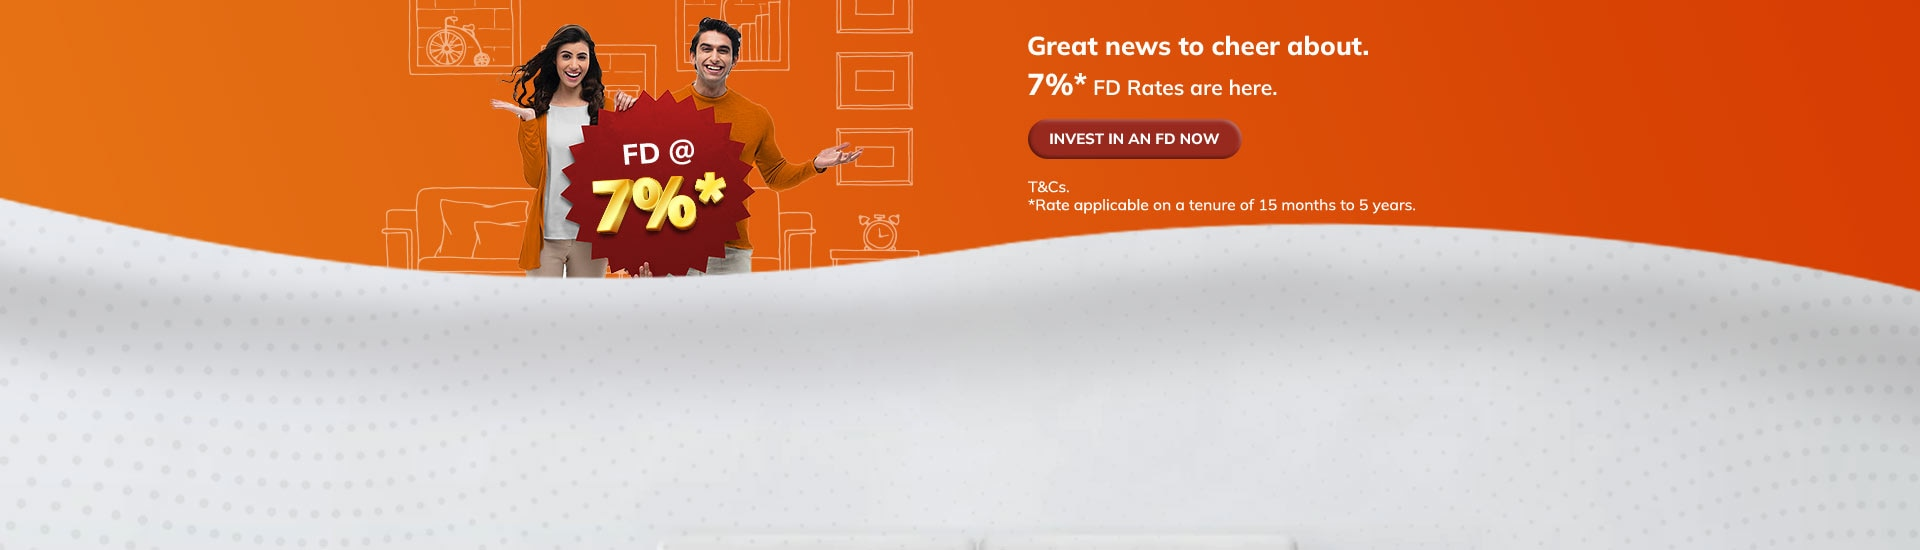 FD @
7%*
Great news to cheer about.
7%* FD Rates are here.
INVEST IN AN FD NOW
T&Cs.
*Rate applicable on a tenure of 15 months to 5 years.